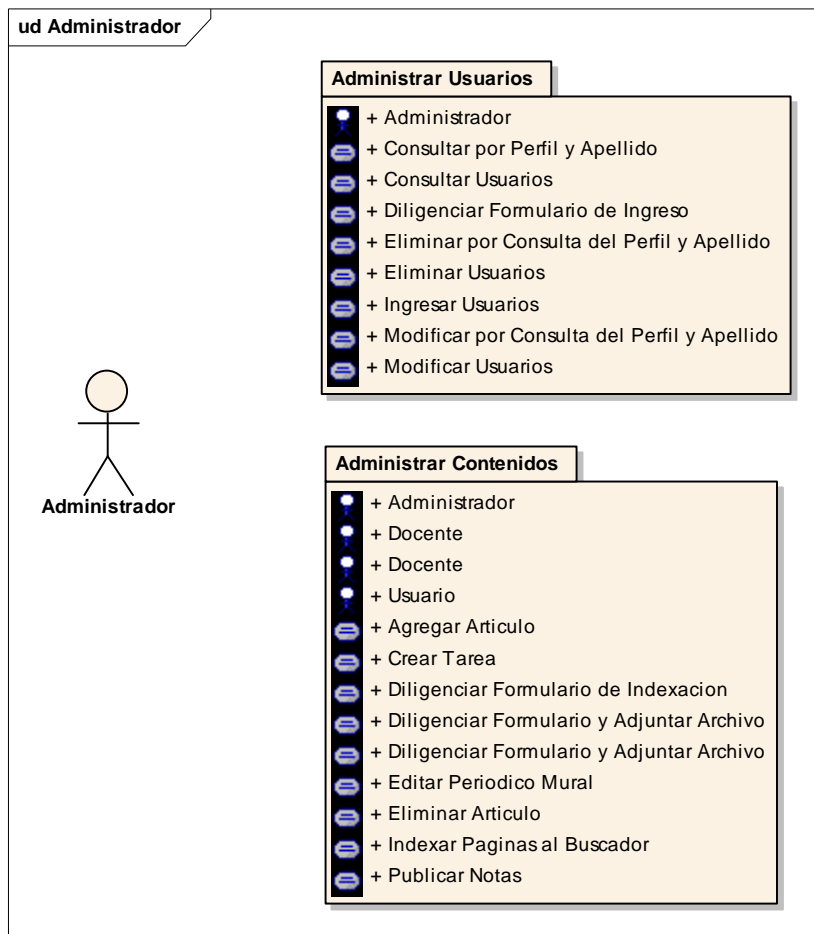 ud Administrador
Administrar Usuarios
+ Administrador
+ Consultar por Perfil y Apellido
+ Consultar Usuarios
+ Diligenciar Formulario de Ingreso
+ Eliminar por Consulta del Perfil y Apellido
+ Eliminar Usuarios
+ Ingresar Usuarios
+ Modificar por Consulta del Perfil y Apellido
+ Modificar Usuarios
Administrador
Administrar Contenidos
+ Administrador
+ Docente
+ Docente
+ Usuario
+ Agregar Articulo
+ Crear Tarea
+ Diligenciar Formulario de Indexacion
+ Diligenciar Formulario y Adjuntar Archivo
+ Diligenciar Formulario y Adjuntar Archivo
+ Editar Periodico Mural
+ Eliminar Articulo
+ Indexar Paginas al Buscador
+ Publicar Notas